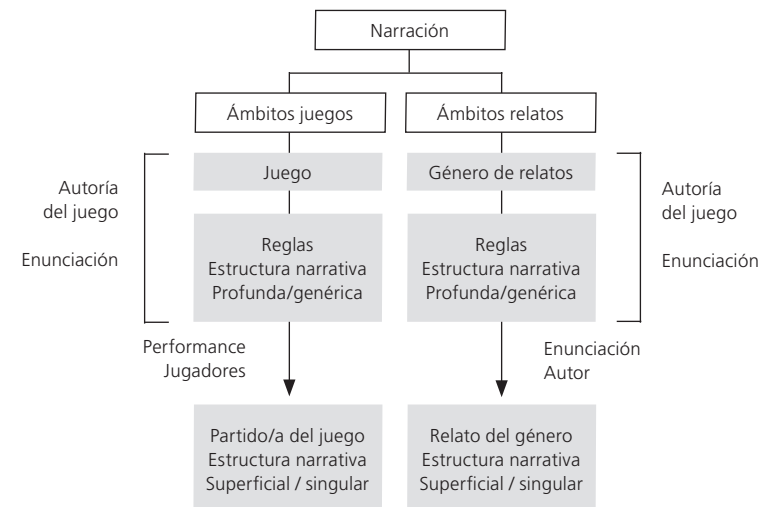 Narración
Ámbitos juegos
Ámbitos relatos
Autoría
del juego
Enunciación
Juego
Género de relatos
Autoría
del juego
Enunciación
Reglas
Estructura narrativa
Profunda/genérica
Reglas
Estructura narrativa
Profunda/genérica
Performance
Jugadores
Enunciación
Autor
Partido/a del juego
Estructura narrativa
Superficial / singular
Relato del género
Estructura narrativa
Superficial / singular